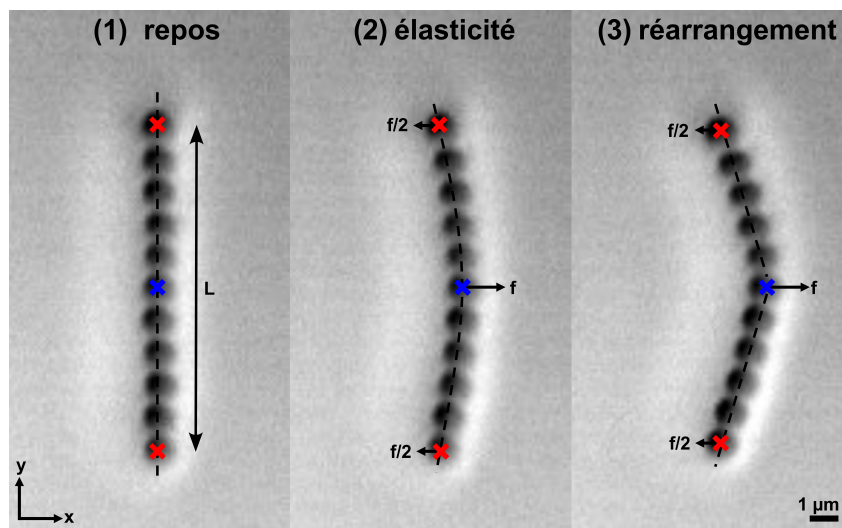 (1) repos
(2) élasticité
(3) réarrangement
f/2
f/2
L
f
f
f/2
f/2
y
x
1 µm